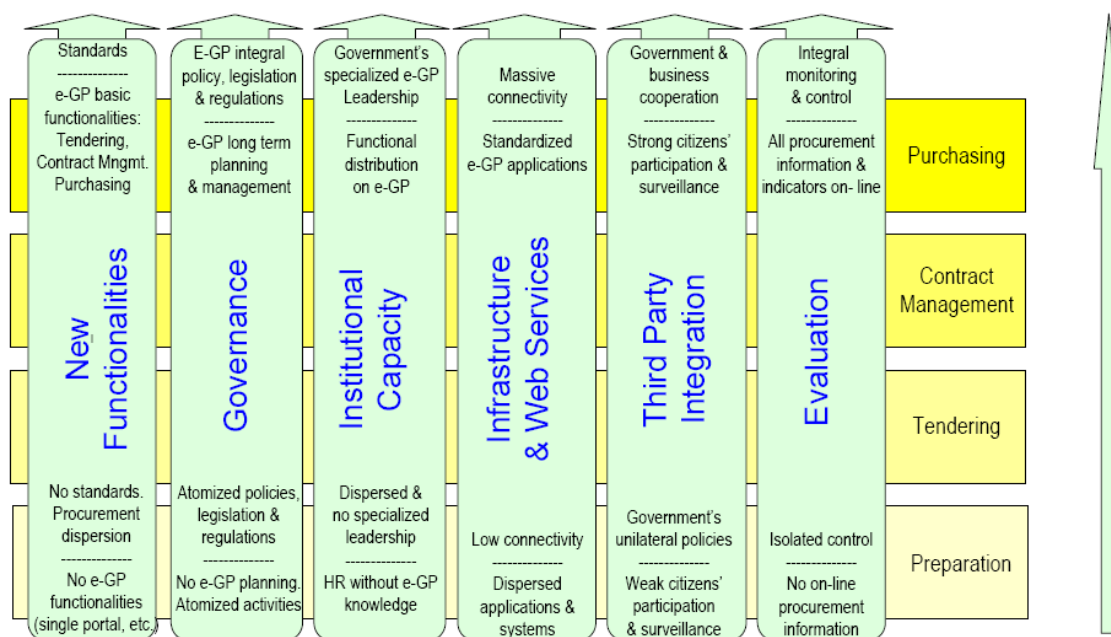 Standards
--------------
e-GP basic
functionalities:
Tendering,
Contract Mngmt.
Purchasing
New
Functionalities
No standards.
Procurement
dispersion
--------------
No e-GP
functionalities
(single portal, etc.)
E-GP integral
policy, legislation
& regulations
--------------
e-GP long term
planning
& management
Governance
Atomized policies,
legislation &
regulations
--------------
No e-GP planning.
Atomized activities
Government's
specialized e-GP
Leadership
--------------
Functional
distribution
on e-GP
Institutional
Capacity
Dispersed &
no specialized
leadership
--------------
HR without e-GP
knowledge
Massive
connectivity
--------------
Standardized
e-GP applications
Infrastructure
& Web Services
Low connectivity
--------------
Dispersed
applications &
systems
Government &
business
cooperation
--------------
Strong citizens'
participation &
surveillance
Third Party
Integration
Government's
unilateral policies
--------------
Weak citizens'
participation
& surveillance
Integral
monitoring
& control
--------------
All procurement
information &
indicators on- line
Evaluation
Isolated control
--------------
No on-line
procurement
information
Purchasing
Contract
Management
Tendering
Preparation